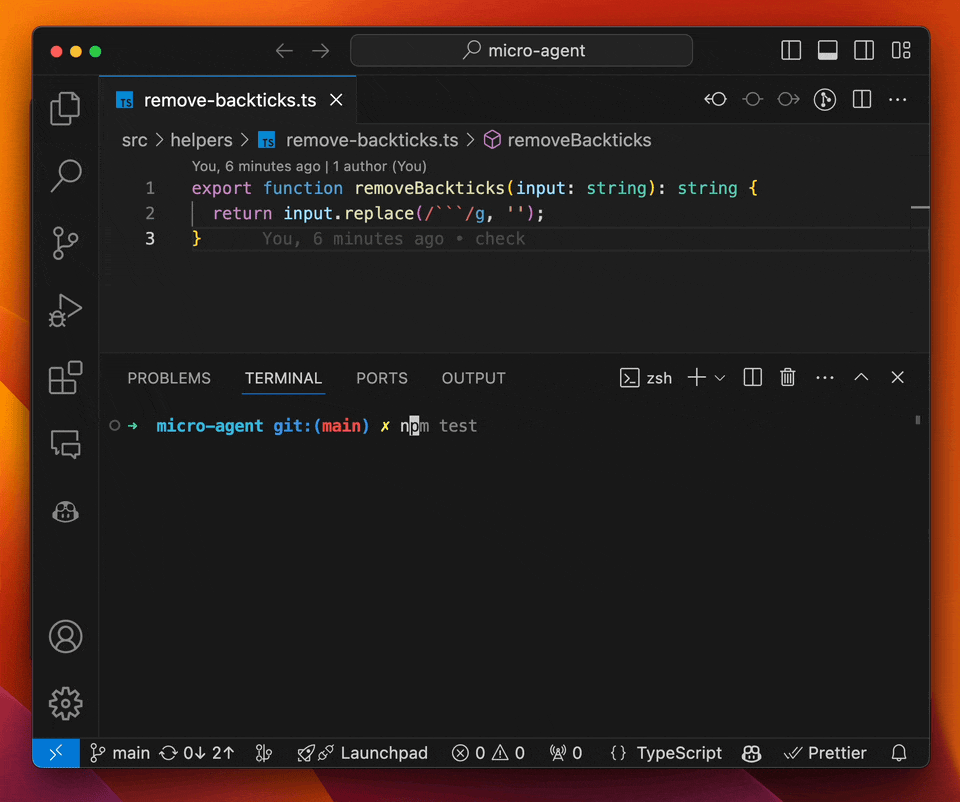 micro-agent
TS remove-backticks.ts
src > helpers > TS remove-backticks.ts > removeBackticks
You, 6 minutes ago | 1 author (You)
1 export function removeBackticks(input: string): string {
2 return input.replace(/```/g, '');
3 } You, 6 minutes ago • check
PROBLEMS TERMINAL PORTS OUTPUT zsh
➜ micro-agent git:(main) ✗ npm test
main 0↓ 2↑ Launchpad 0 0 0 {} TypeScript Prettier